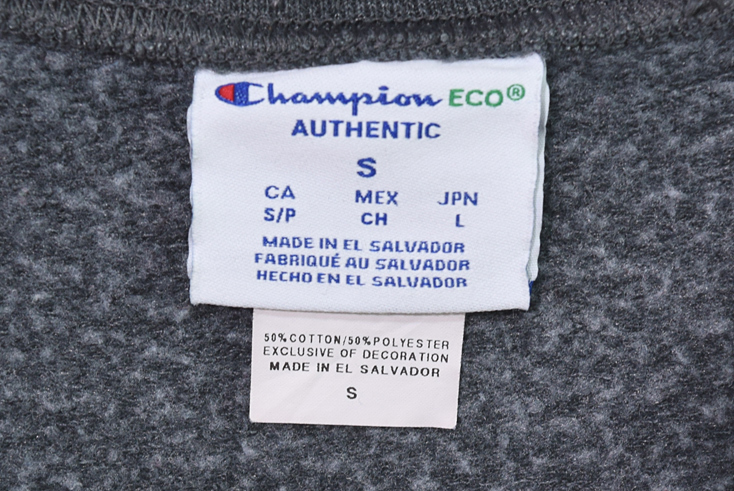 Champion ECO®
AUTHENTIC
S
CA MEX JPN
S/P CH L
MADE IN EL SALVADOR
FABRIQUÉ AU SALVADOR
HECHO EN EL SALVADOR
50% COTTON/50% POLYESTER
EXCLUSIVE OF DECORATION
MADE IN EL SALVADOR
S